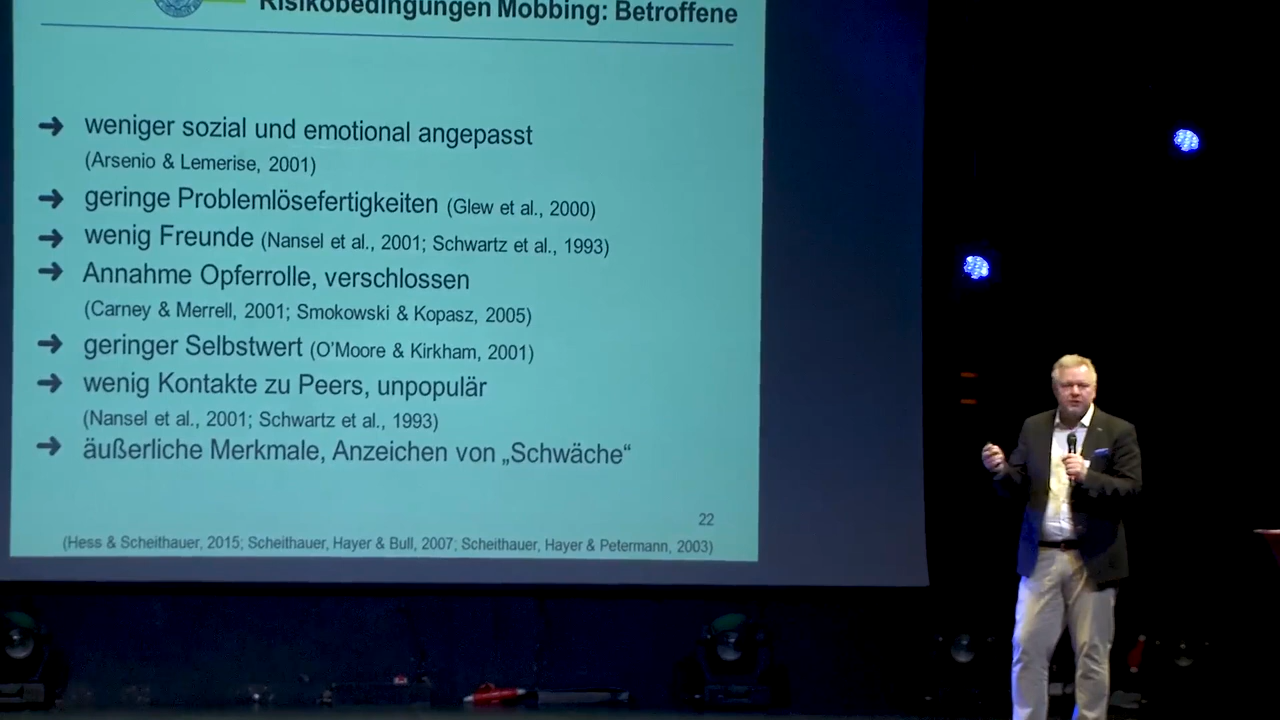 Risikobedingungen Mobbing: Betroffene
➔ weniger sozial und emotional angepasst
(Arsenio & Lemerise, 2001)
➔ geringe Problemlösefertigkeiten (Glew et al., 2000)
➔ wenig Freunde (Nansel et al., 2001; Schwartz et al., 1993)
➔ Annahme Opferrolle, verschlossen
(Carney & Merrell, 2001; Smokowski & Kopasz, 2005)
➔ geringer Selbstwert (O'Moore & Kirkham, 2001)
➔ wenig Kontakte zu Peers, unpopulär
(Nansel et al., 2001; Schwartz et al., 1993)
➔ äußerliche Merkmale, Anzeichen von „Schwäche“
22
(Hess & Scheithauer, 2015; Scheithauer, Hayer & Bull, 2007; Scheithauer, Hayer & Petermann, 2003)